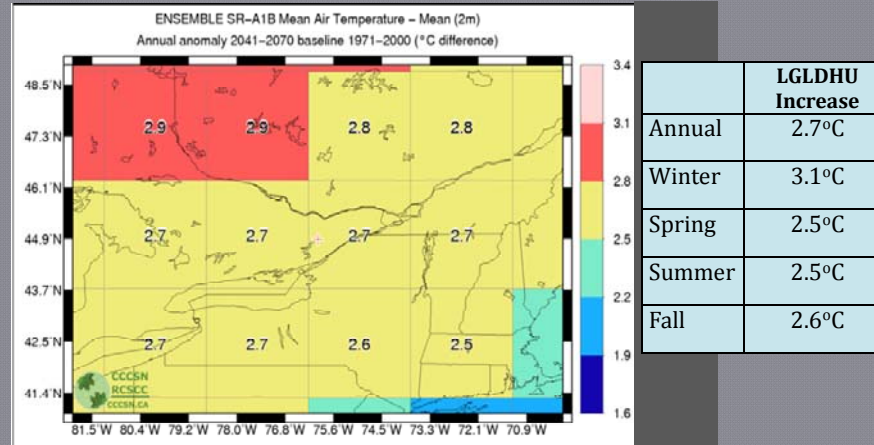 ENSEMBLE SR–A1B Mean Air Temperature – Mean (2m)
Annual anomaly 2041–2070 baseline 1971–2000 (°C difference)
48.5'N
47.3'N
46.1'N
44.9'N
43.7'N
42.5'N
41.4'N
2.9 2.9 2.8 2.8
2.7 2.7 2.7 2.7
2.7 2.7 2.6 2.5
CCCSN
RCSCC
CCCSN.CA
81.5'W 80.4'W 79.2'W 78.0'W 76.8'W 75.6'W 74.5'W 73.3'W 72.1'W 70.9'W
3.4
3.1
2.8
2.5
2.2
1.9
1.6
LGLDHU
Increase
Annual 2.7°C
Winter 3.1°C
Spring 2.5°C
Summer 2.5°C
Fall 2.6°C